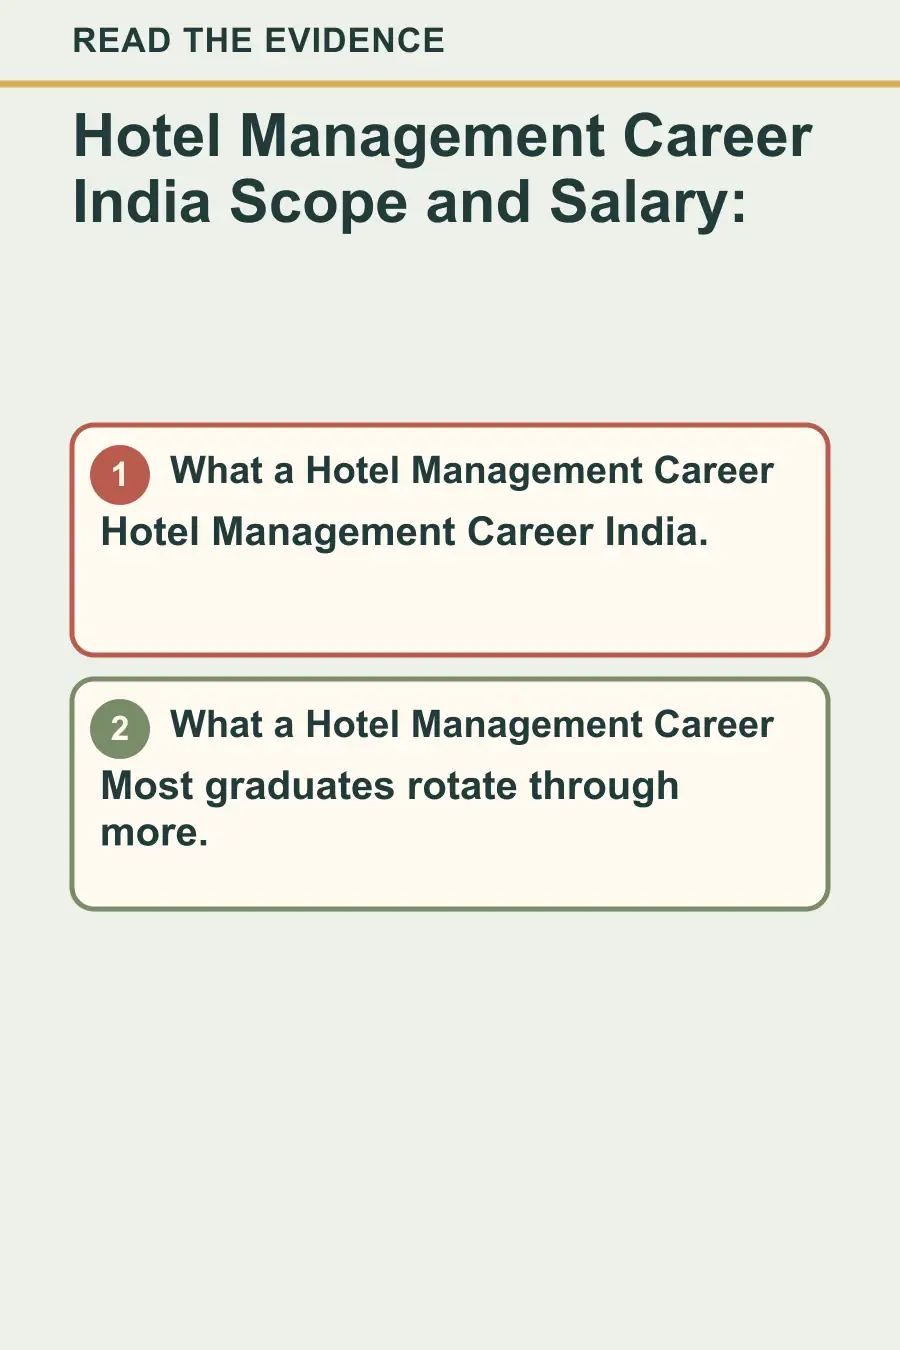 READ THE EVIDENCE
Hotel Management Career
India Scope and Salary:
1
What a Hotel Management Career
Hotel Management Career India.
2
What a Hotel Management Career
Most graduates rotate through
more.